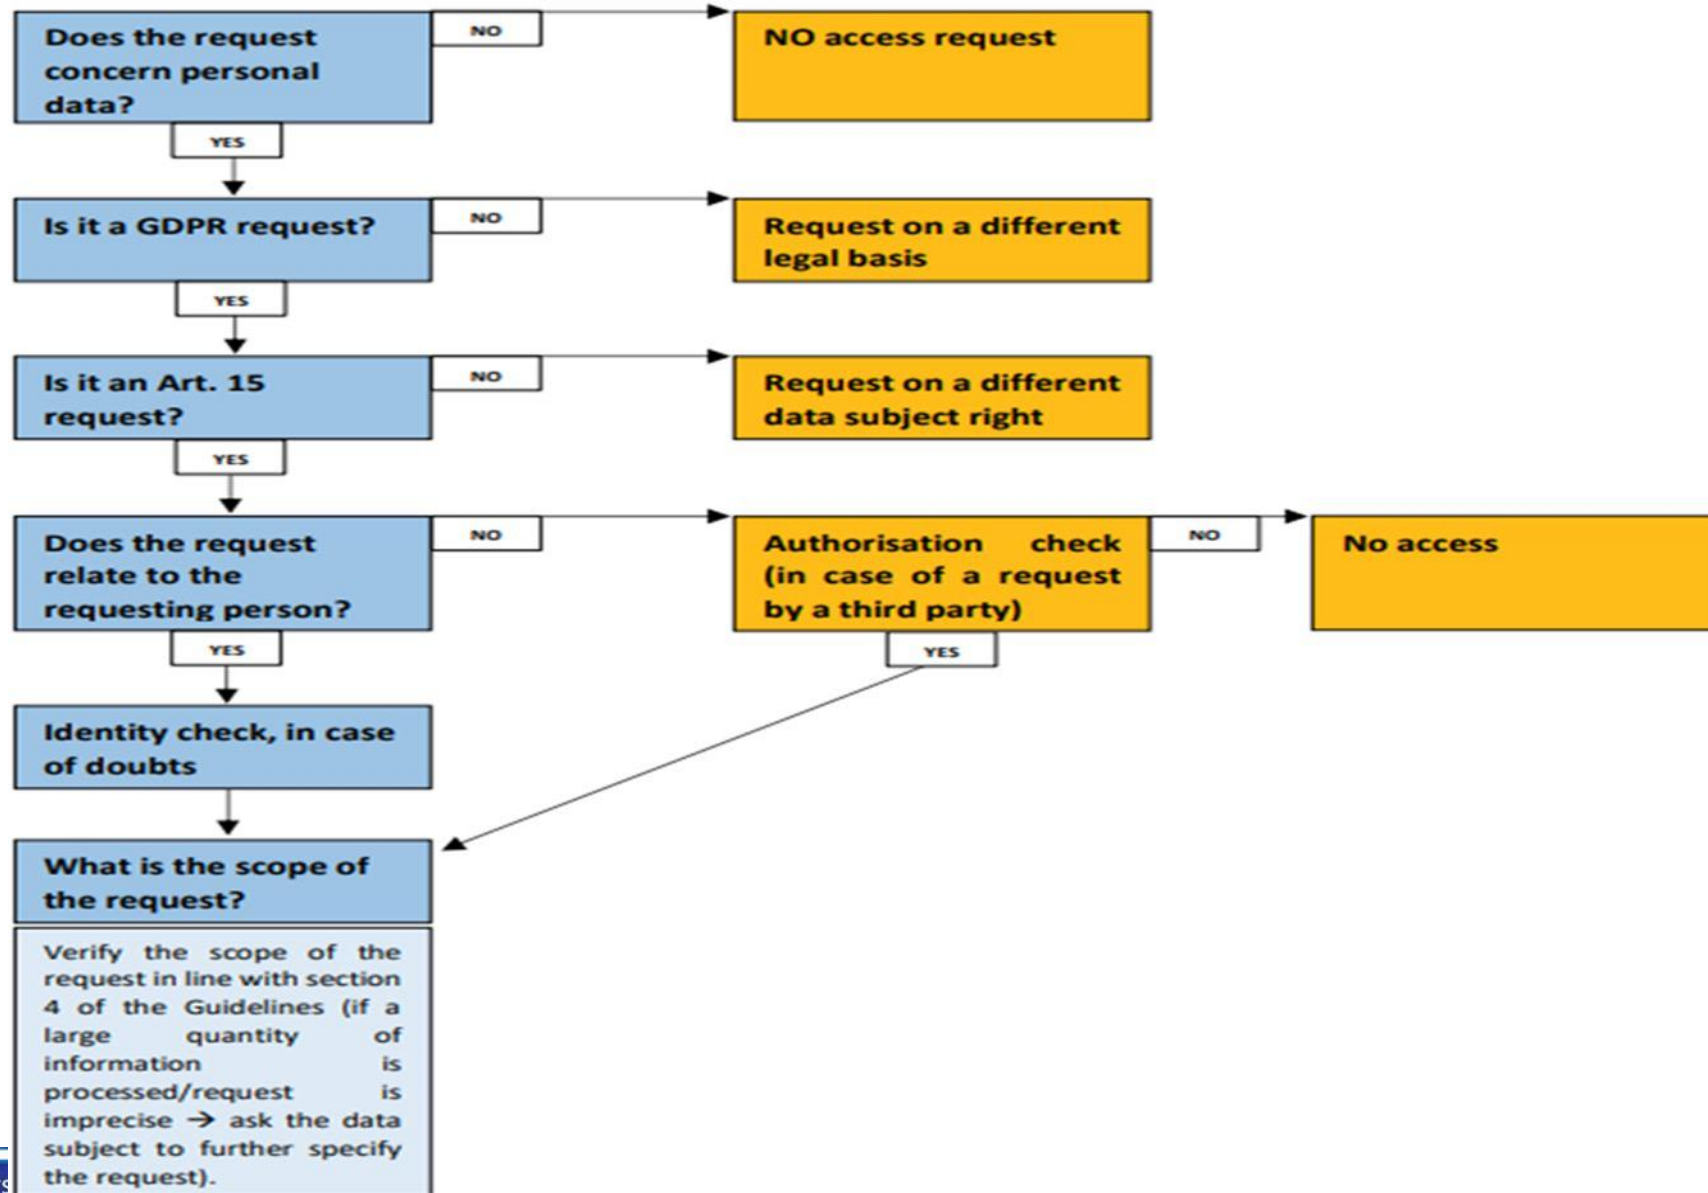 Does the request
concern personal
data?
NO
NO access request
YES
Is it a GDPR request?
NO
Request on a different
legal basis
YES
Is it an Art. 15
request?
NO
Request on a different
data subject right
YES
Does the request
relate to the
requesting person?
NO
Authorisation check
(in case of a request
by a third party)
NO
No access
YES
YES
Identity check, in case
of doubts
What is the scope of
the request?
Verify the scope of the
request in line with section
4 of the Guidelines (if a
large quantity of
information is
processed/request is
imprecise → ask the data
subject to further specify
the request).